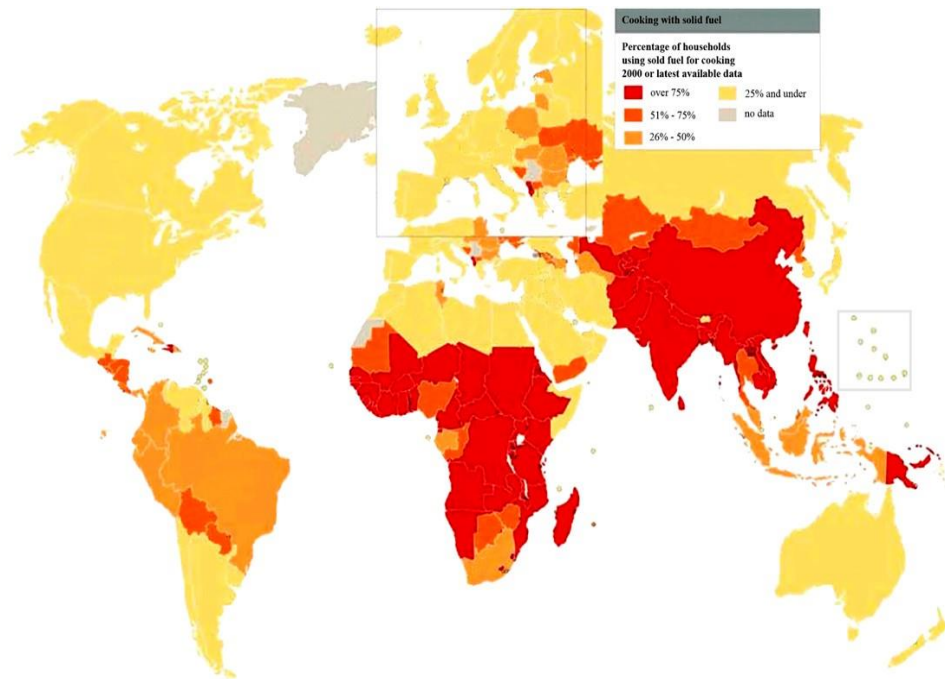 Cooking with solid fuel
Percentage of households
using sold fuel for cooking
2000 or latest available data
over 75%
25% and under
51% - 75%
no data
26% - 50%